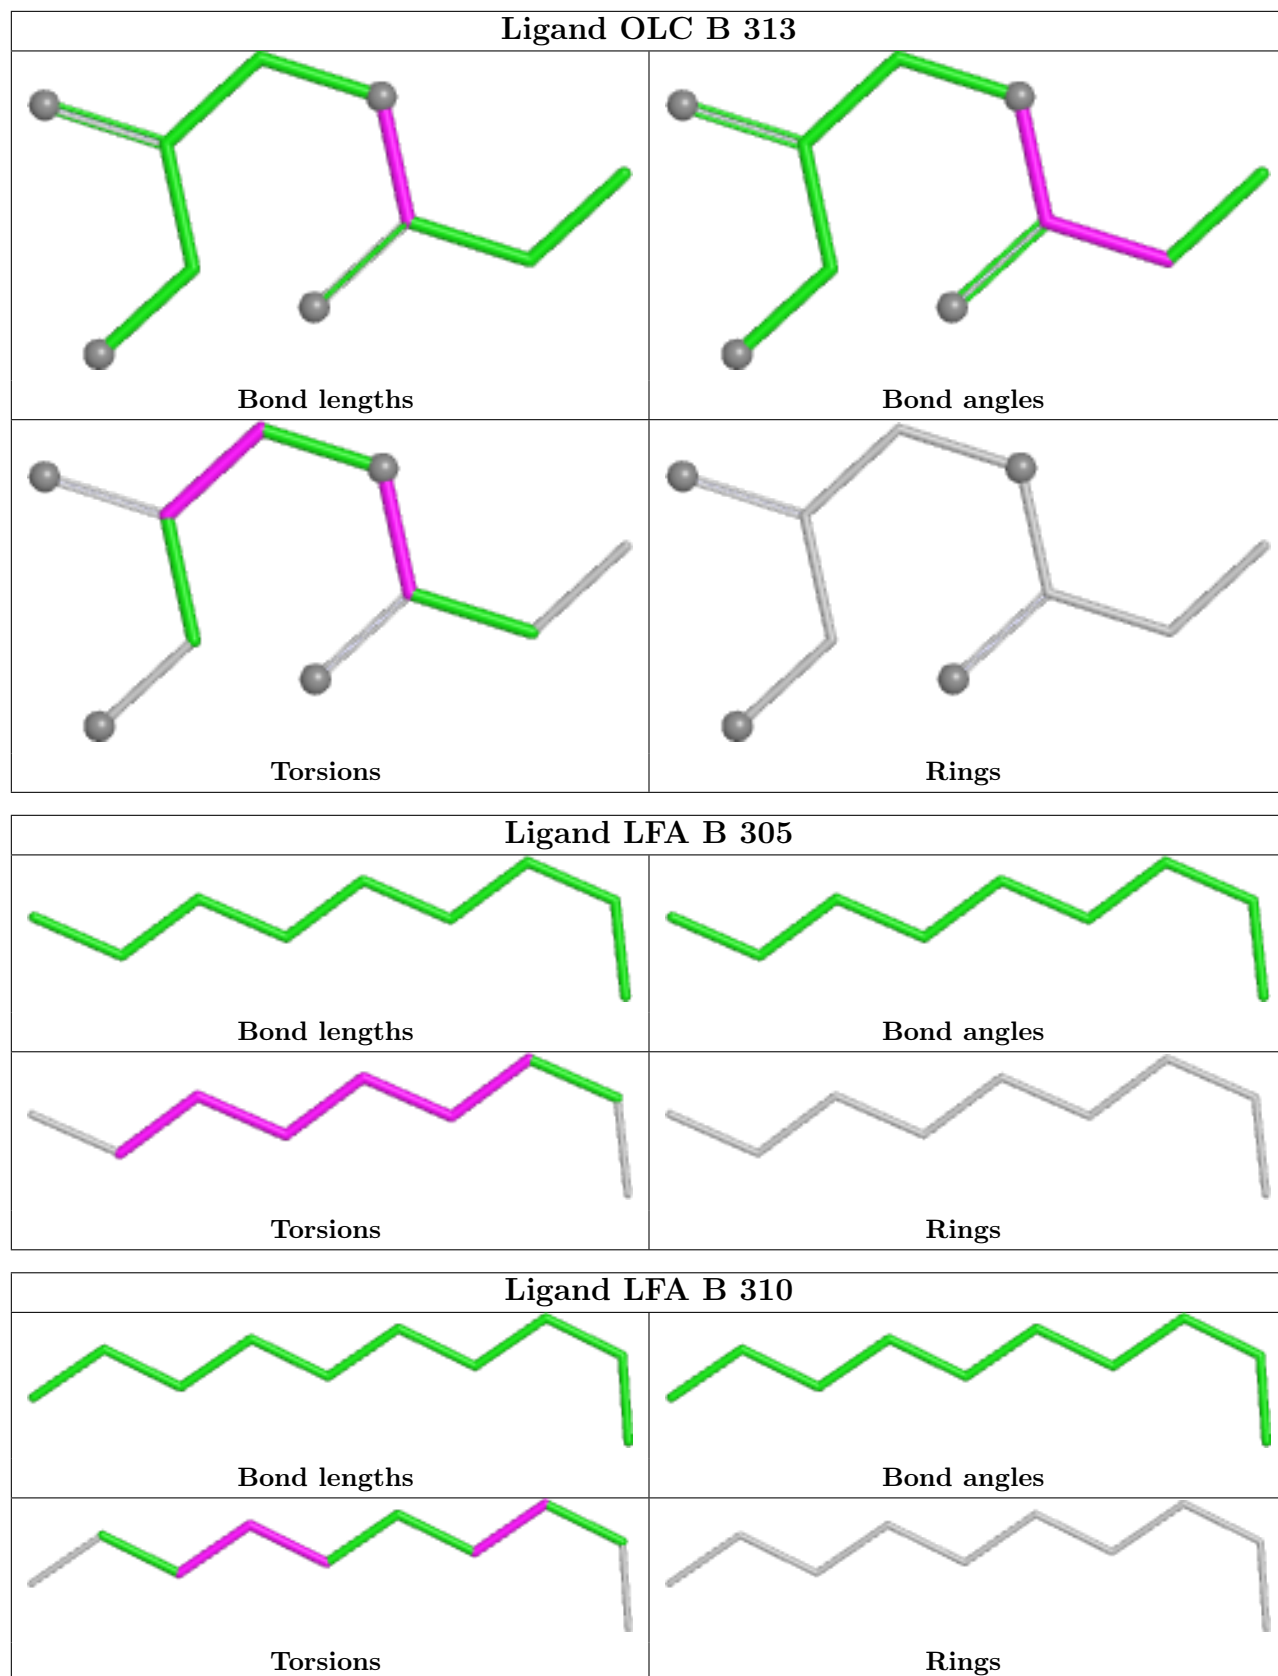 Ligand OLC B 313
Bond lengths
Bond angles
Torsions
Rings
Ligand LFA B 305
Bond lengths
Bond angles
Torsions
Rings
Ligand LFA B 310
Bond lengths
Bond angles
Torsions
Rings